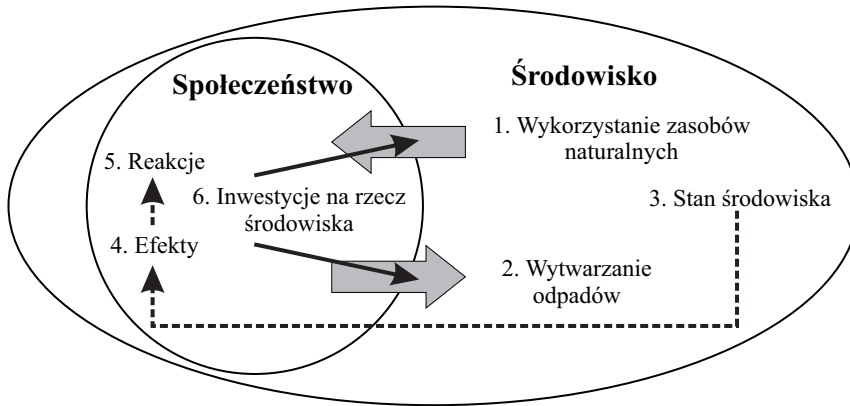 Społeczeństwo
Środowisko
1. Wykorzystanie zasobów
naturalnych
5. Reakcje
6. Inwestycje na rzecz
środowiska
3. Stan środowiska
4. Efekty
2. Wytwarzanie
odpadów